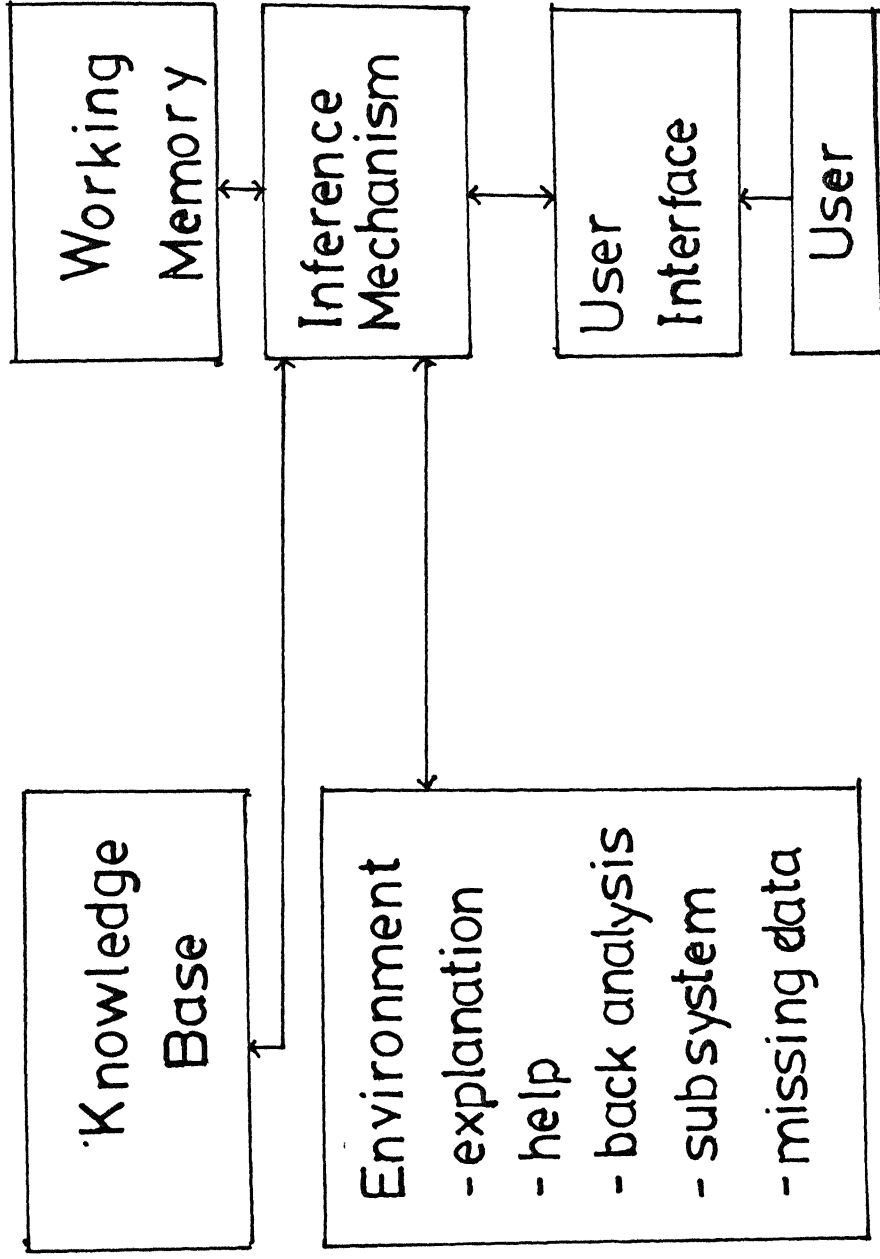 Knowledge
Base
Environment
- explanation
- help
- back analysis
- subsystem
- missing data
Working
Memory
Inference
Mechanism
User
Interface
User